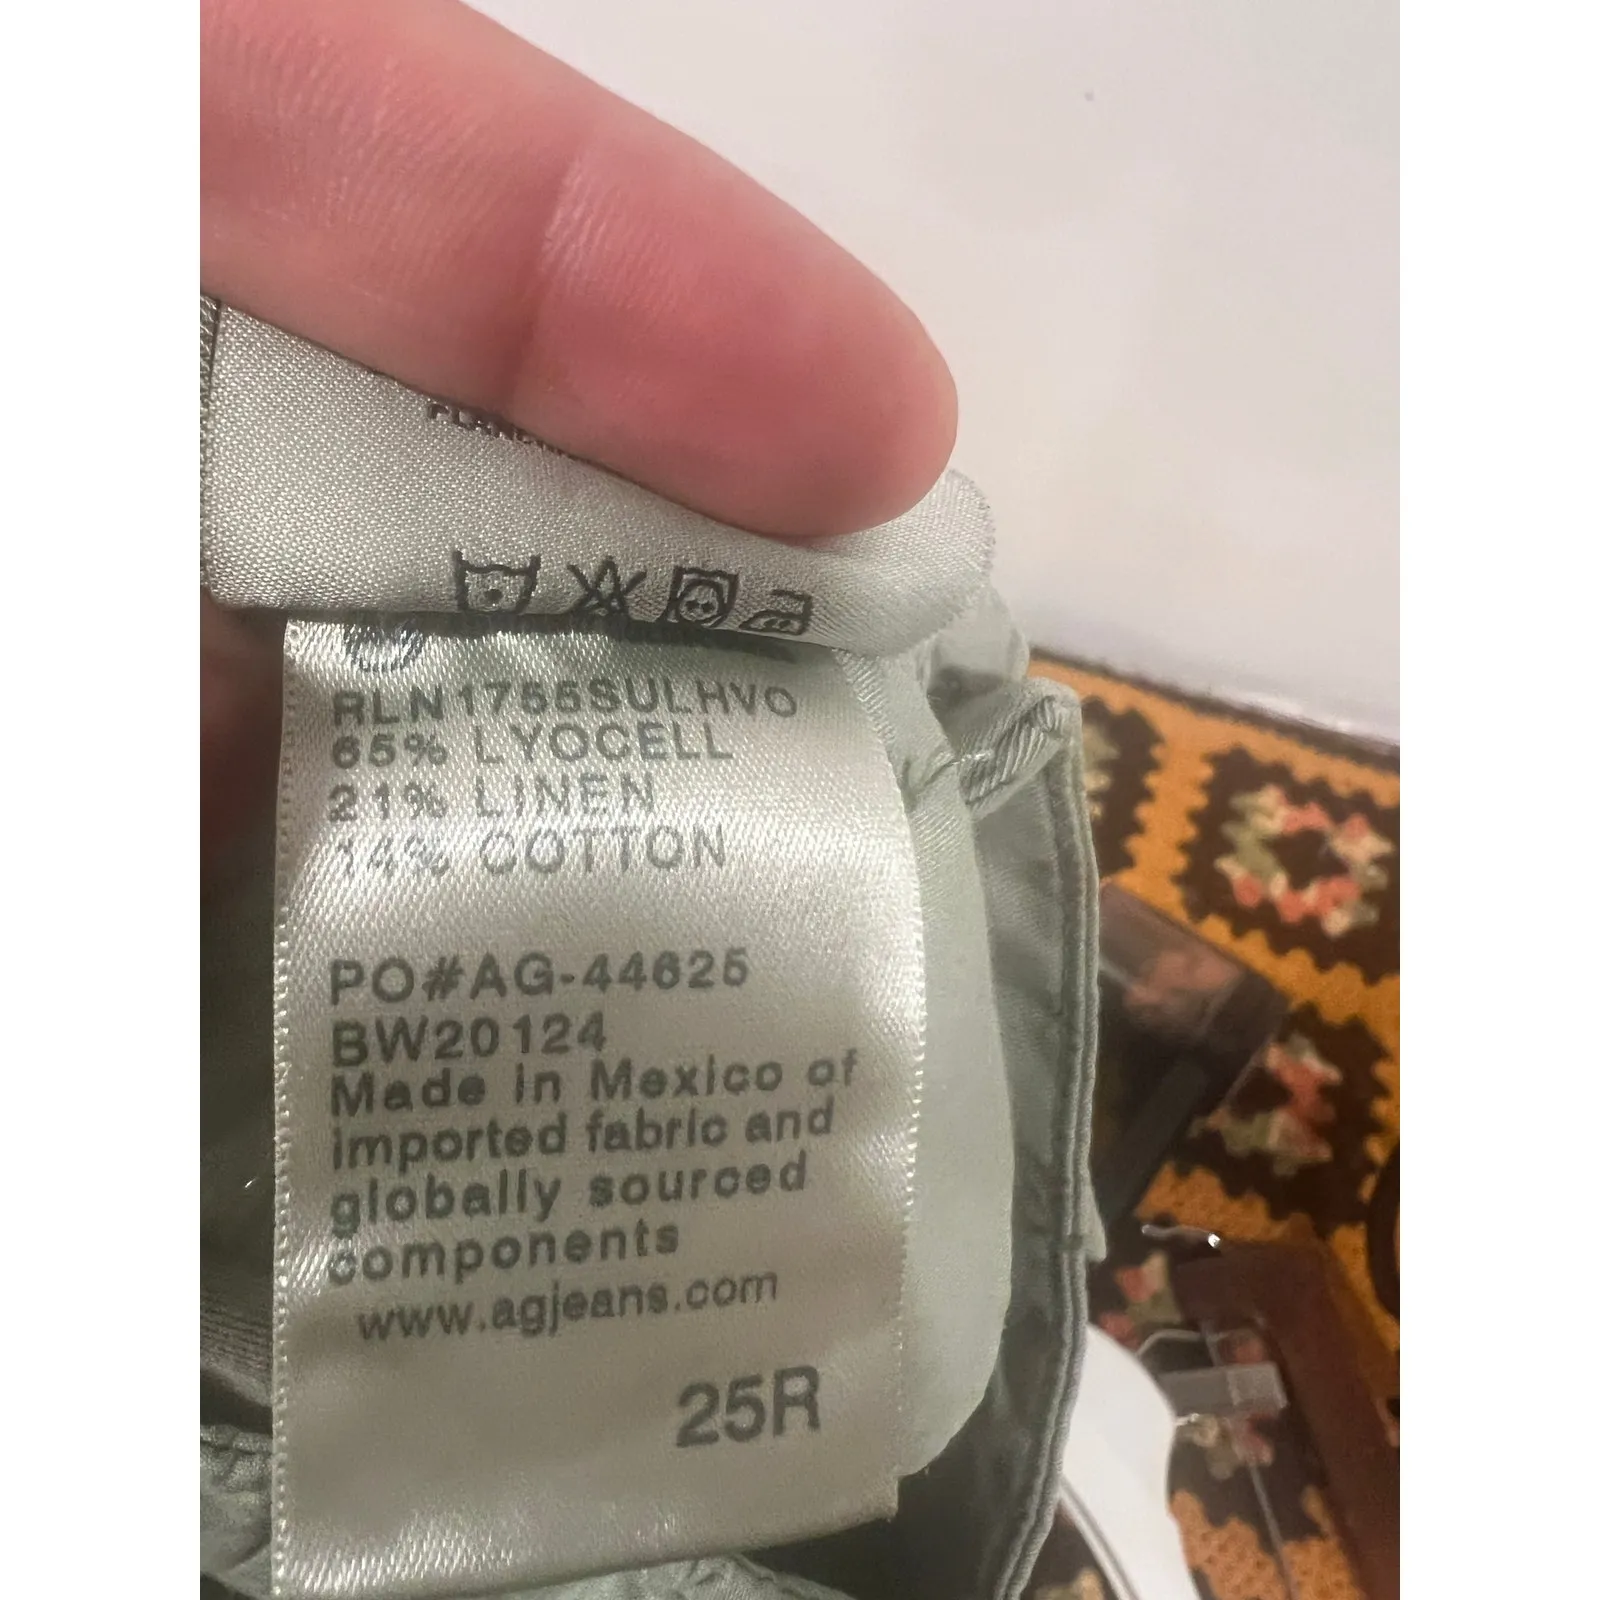 RLN1755SULHVO
65% LYOCELL
21% LINEN
14% COTTON
PO#AG-44625
BW20124
Made in Mexico of
imported fabric and
globally sourced
components
www.agjeans.com
25R